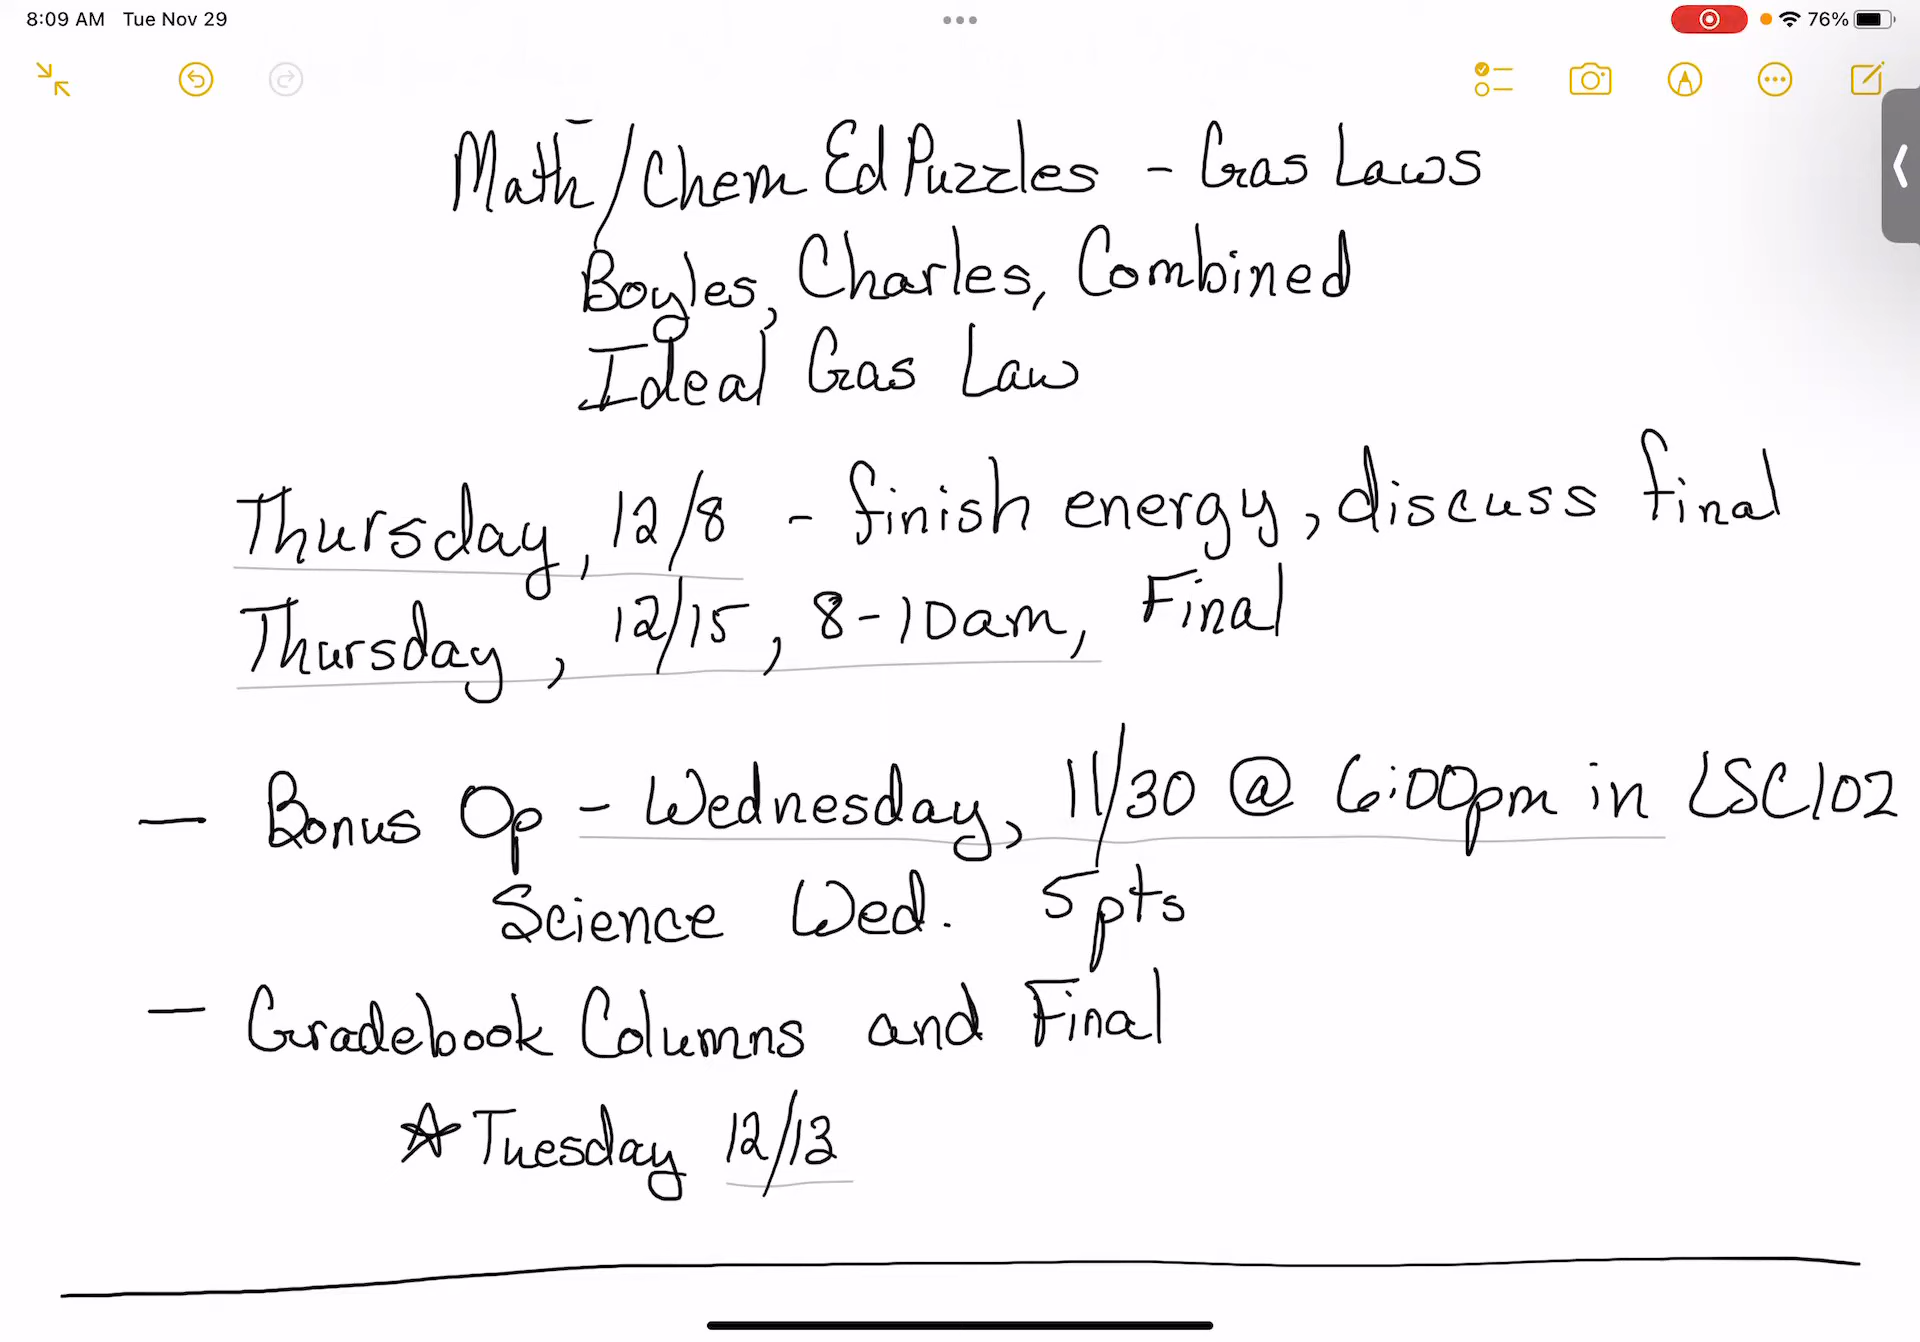 8:09 AM Tue Nov 29
76%
Math/Chem Ed Puzzles - Gas Laws
Boyles, Charles, Combined
Ideal Gas Law
Thursday, 12/8 - finish energy, discuss final
Thursday, 12/15, 8-10am, Final
— Bonus Op - Wednesday, 11/30 @ 6:00pm in LSC102
Science Wed. 5pts
— Gradebook Columns and Final
☆ Tuesday 12/13